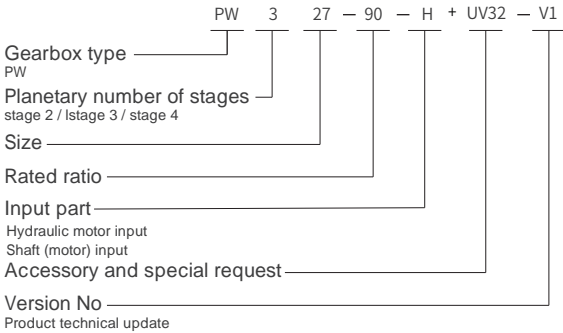 PW 3 27 – 90 – H + UV32 – V1
Gearbox type
PW
Planetary number of stages
stage 2 / lstage 3 / stage 4
Size
Rated ratio
Input part
Hydraulic motor input
Shaft (motor) input
Accessory and special request
Version No
Product technical update